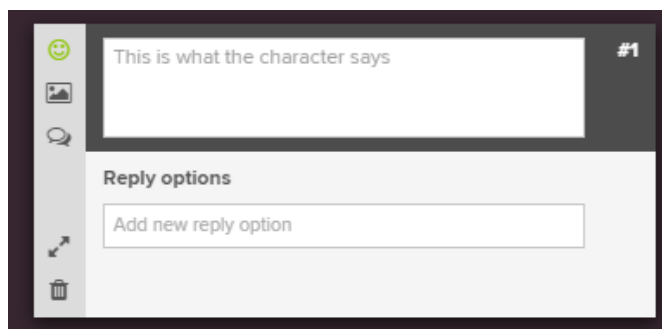 This is what the character says
#1
Reply options
Add new reply option